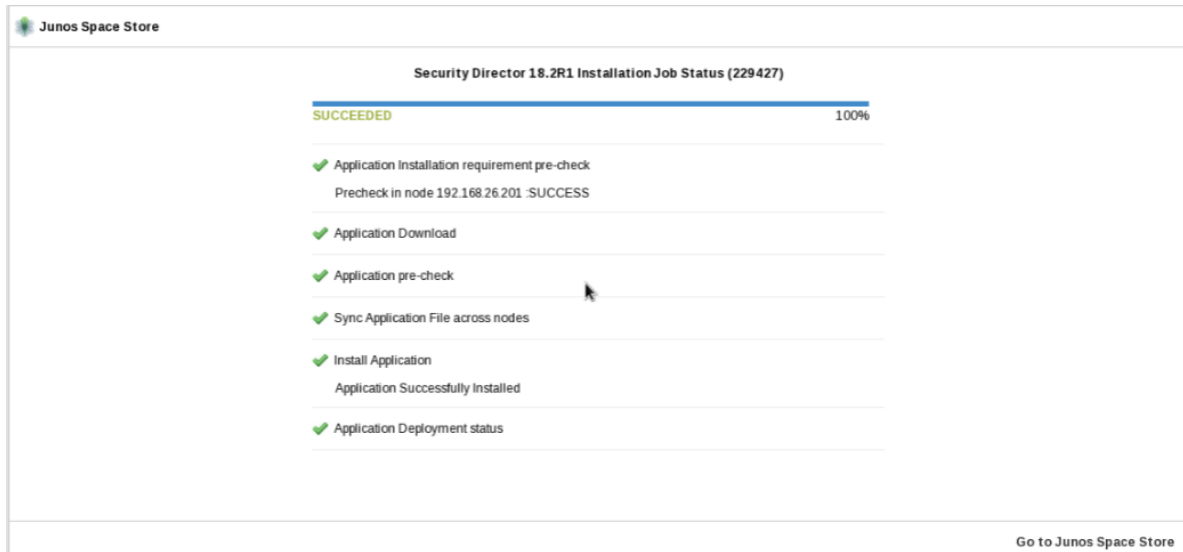 Junos Space Store
Security Director 18.2R1 Installation Job Status (229427)
SUCCEEDED 100%
Application Installation requirement pre-check
Precheck in node 192.168.26.201 :SUCCESS
Application Download
Application pre-check
Sync Application File across nodes
Install Application
Application Successfully Installed
Application Deployment status
Go to Junos Space Store